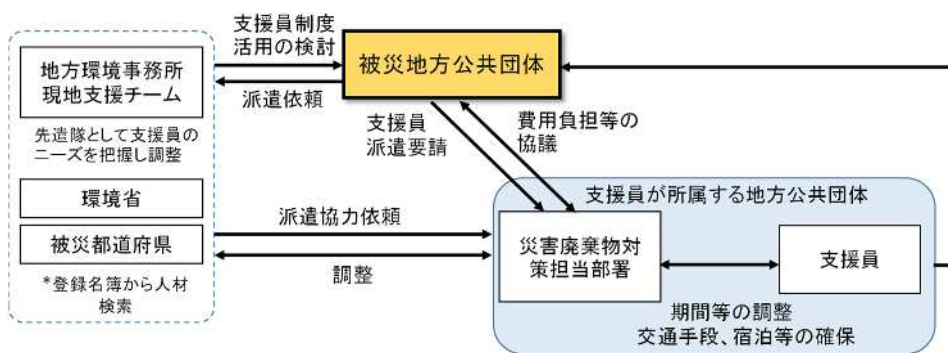 支援員制度
活用の検討
被災地方公共団体
地方環境事務所
現地支援チーム
派遣依頼
先遣隊として支援員の
ニーズを把握し調整
支援員
派遣要請
費用負担等の
協議
環境省
被災都道府県
*登録名簿から人材
検索
派遣協力依頼
調整
支援員が所属する地方公共団体
災害廃棄物対
策担当部署
支援員
期間等の調整
交通手段、宿泊等の確保